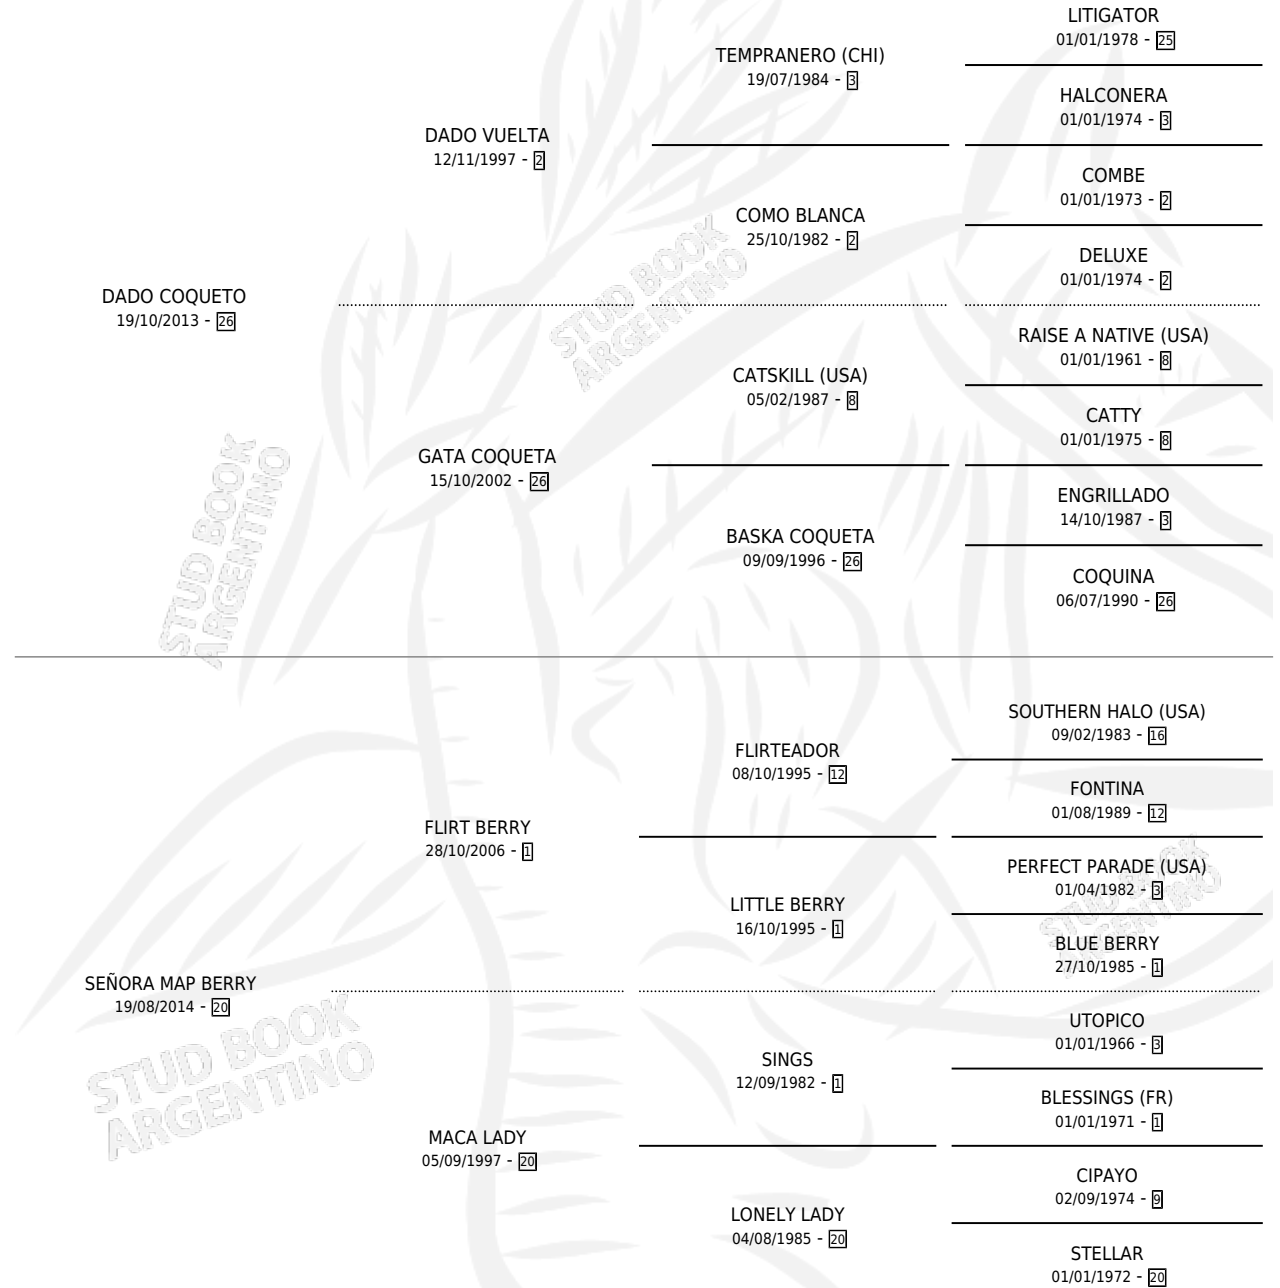 LITIGATOR
01/01/1978 - 25
TEMPRANERO (CHI)
19/07/1984 - 3
HALCONERA
01/01/1974 - 3
DADO VUELTA
12/11/1997 - 2
COMBE
01/01/1973 - 2
COMO BLANCA
25/10/1982 - 2
DELUXE
01/01/1974 - 2
DADO COQUETO
19/10/2013 - 26
STUD BOOK
ARGENTINO
RAISE A NATIVE (USA)
01/01/1961 - 8
CATSKILL (USA)
05/02/1987 - 8
CATTY
01/01/1975 - 8
GATA COQUETA
15/10/2002 - 26
ENGRILLADO
14/10/1987 - 3
BASKA COQUETA
09/09/1996 - 26
COQUINA
06/07/1990 - 26
STUD BOOK
ARGENTINO
SOUTHERN HALO (USA)
09/02/1983 - 16
FLIRTEADOR
08/10/1995 - 12
FONTINA
01/08/1989 - 12
FLIRT BERRY
28/10/2006 - 1
PERFECT PARADE (USA)
01/04/1982 - 3
LITTLE BERRY
16/10/1995 - 1
STUD BOOK
ARGENTINO
BLUE BERRY
27/10/1985 - 1
SEÑORA MAP BERRY
19/08/2014 - 20
STUD BOOK
ARGENTINO
UTOPICO
01/01/1966 - 3
SINGS
12/09/1982 - 1
BLESSINGS (FR)
01/01/1971 - 1
MACA LADY
05/09/1997 - 20
CIPAYO
02/09/1974 - 9
LONELY LADY
04/08/1985 - 20
STELLAR
01/01/1972 - 20